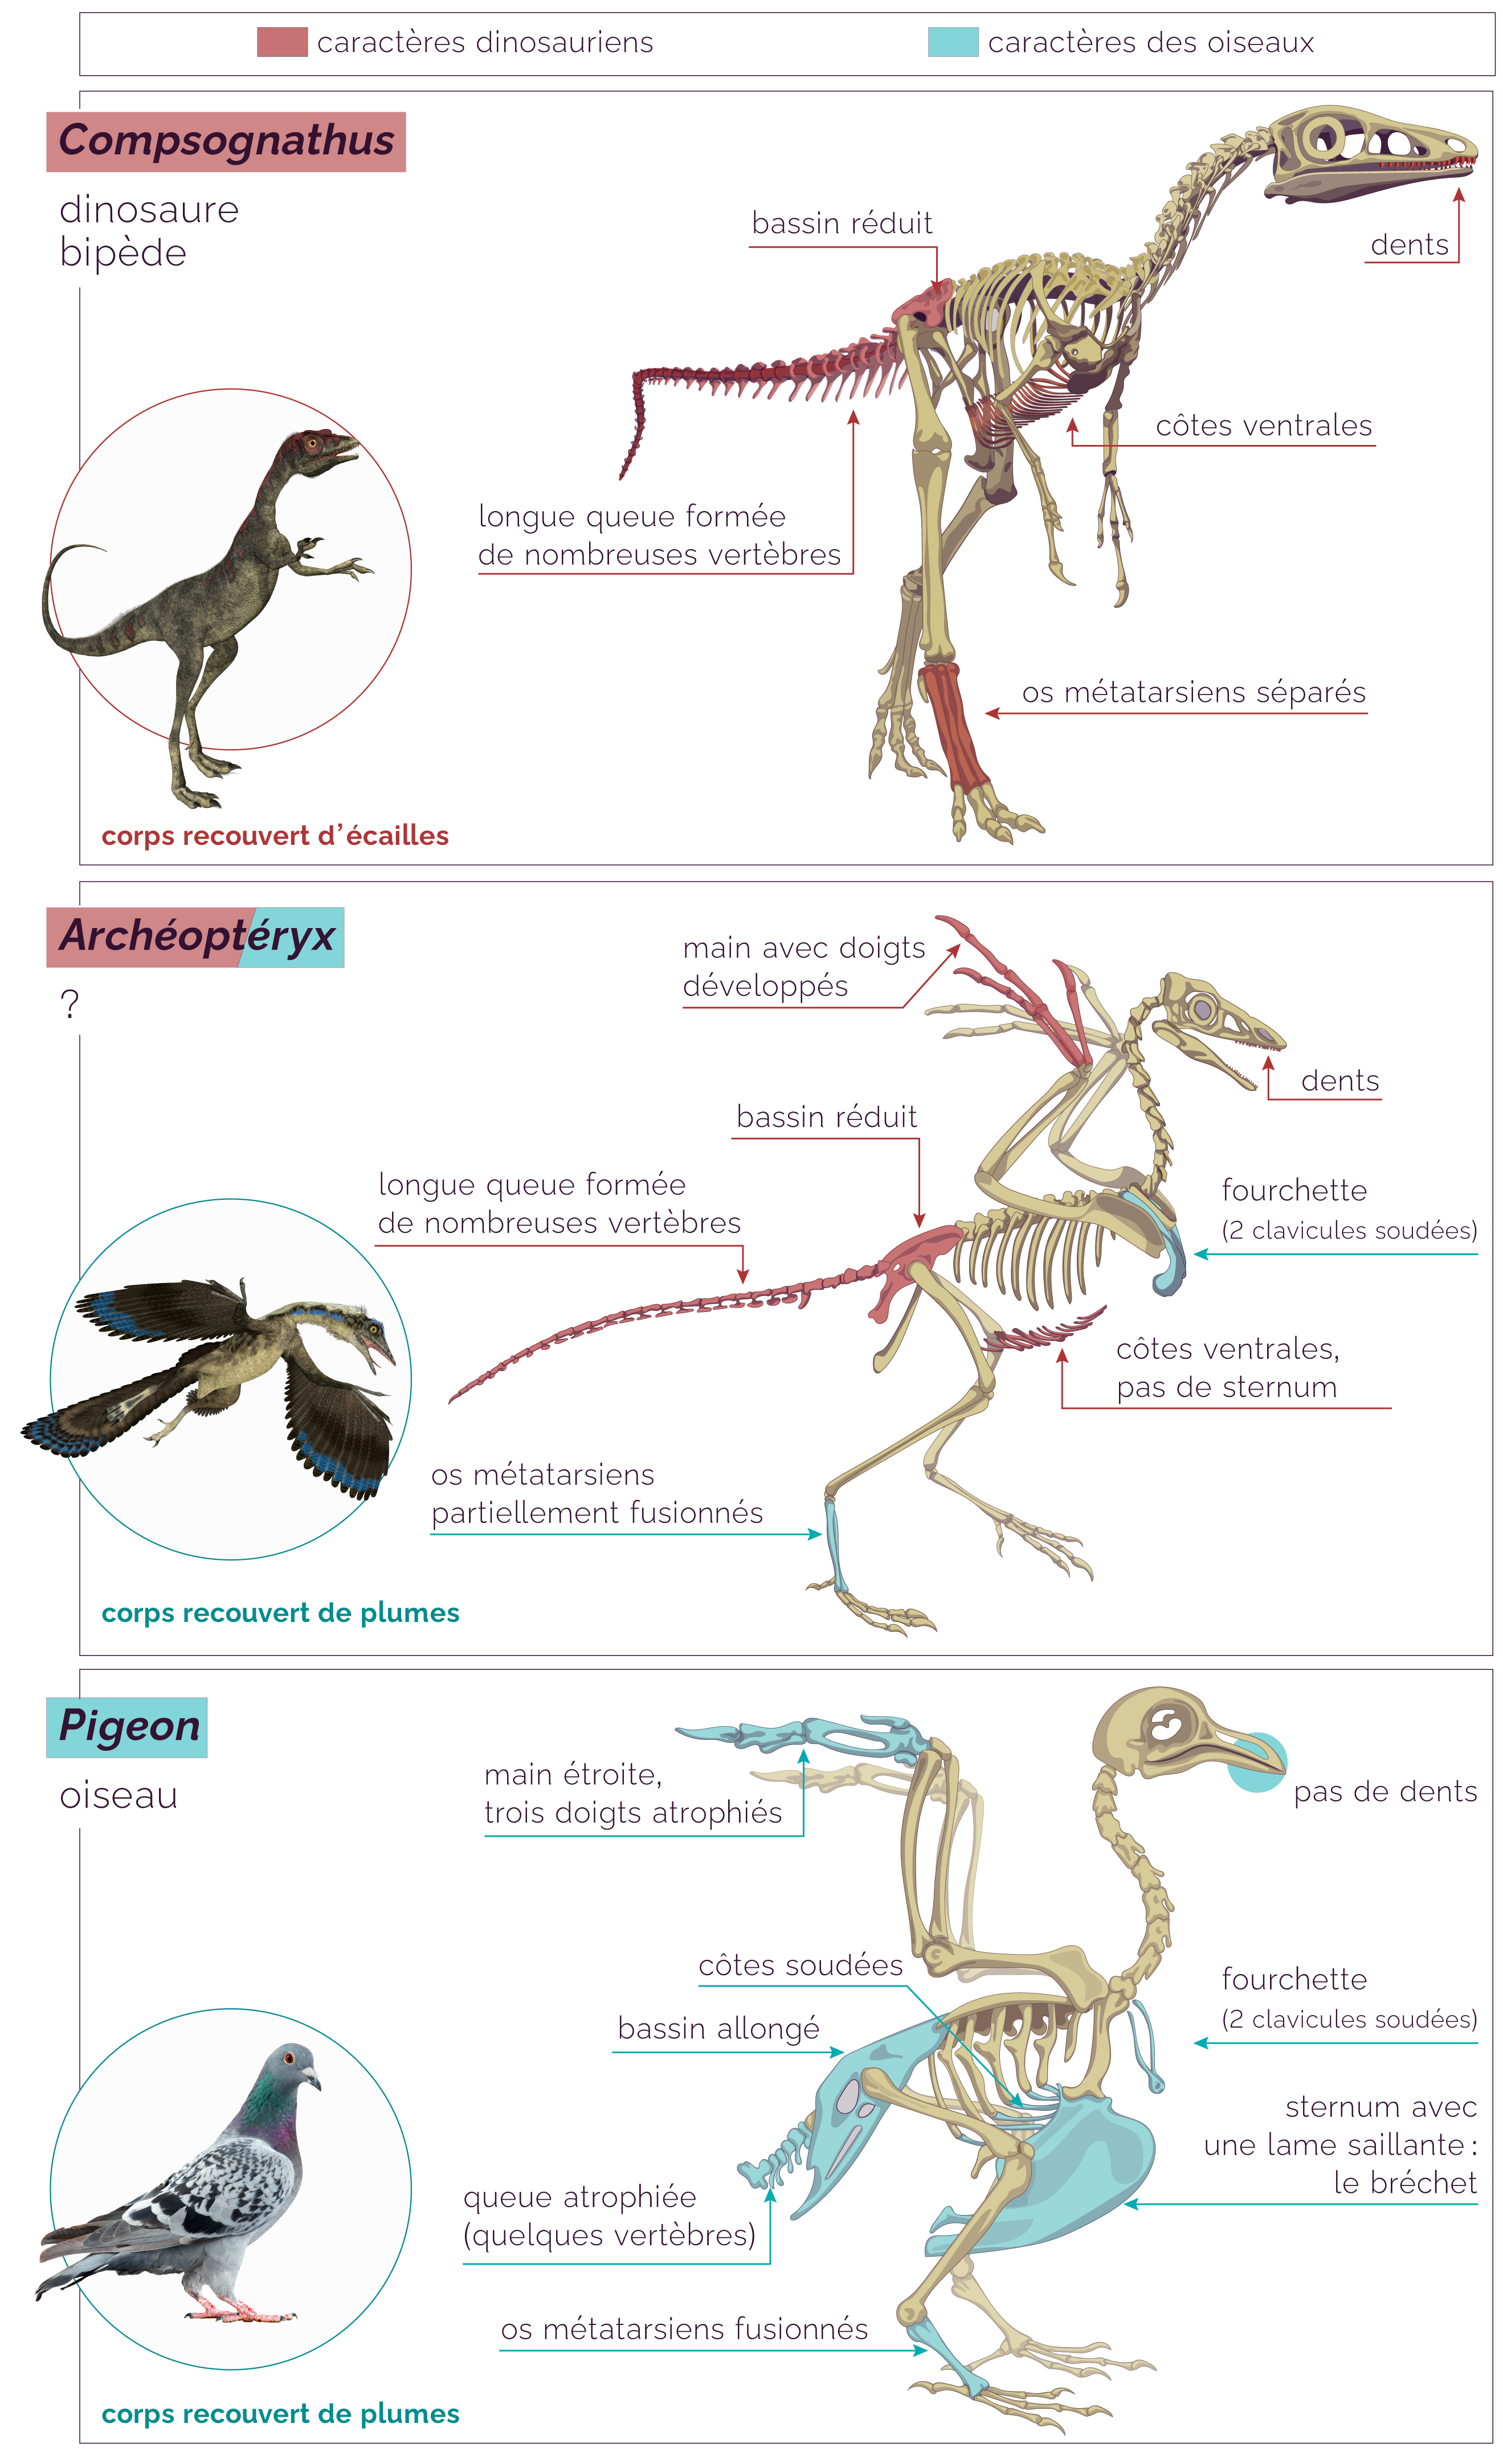 caractères dinosauriens
caractères des oiseaux
Compsognathus
dinosaure
bipède
bassin réduit
dents
côtes ventrales
longue queue formée
de nombreuses vertèbres
os métatarsiens séparés
corps recouvert d’écailles
Archéoptéryx
?
main avec doigts
développés
dents
bassin réduit
longue queue formée
de nombreuses vertèbres
fourchette
(2 clavicules soudées)
côtes ventrales,
pas de sternum
os métatarsiens
partiellement fusionnés
corps recouvert de plumes
Pigeon
oiseau
main étroite,
trois doigts atrophiés
pas de dents
côtes soudées
fourchette
(2 clavicules soudées)
bassin allongé
sternum avec
une lame saillante :
le bréchet
queue atrophiée
(quelques vertèbres)
os métatarsiens fusionnés
corps recouvert de plumes